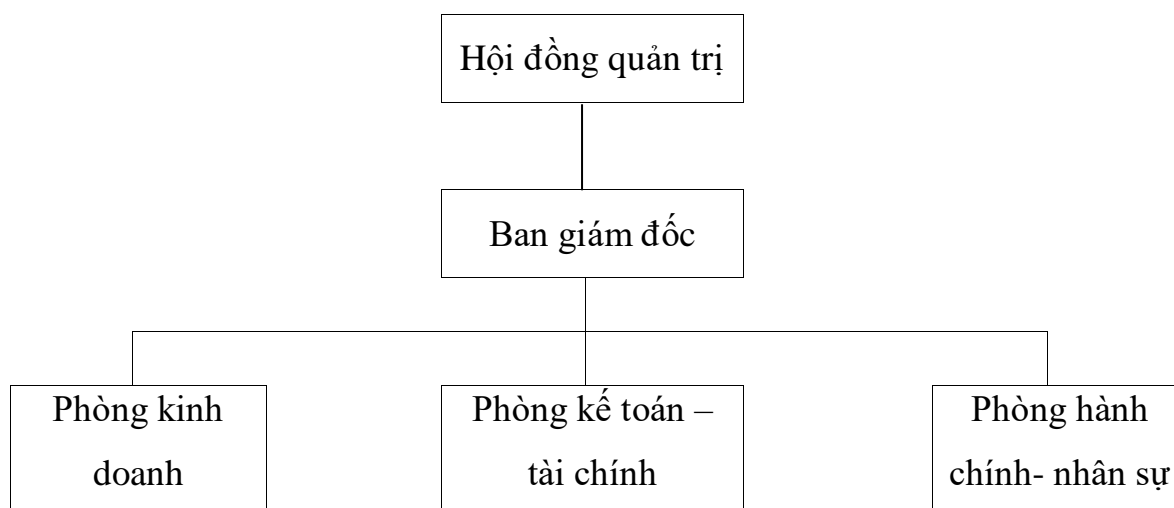 Hội đồng quản trị
Ban giám đốc
Phòng kinh
doanh
Phòng kế toán –
tài chính
Phòng hành
chính- nhân sự